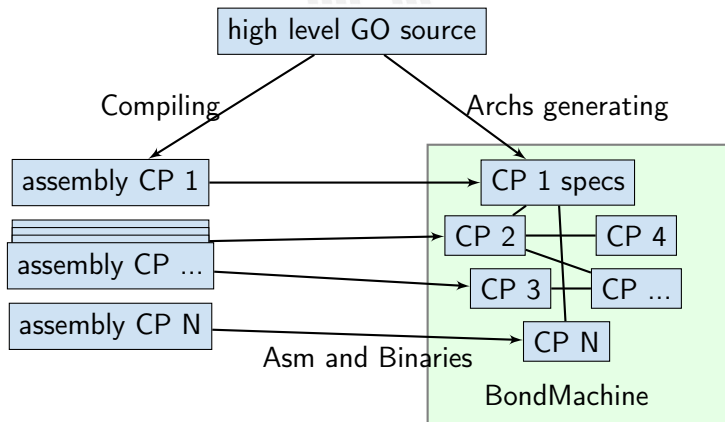 high level GO source
Compiling
Archs generating
assembly CP 1
CP 1 specs
CP 2
CP 4
assembly CP ...
CP 3
CP ...
assembly CP N
CP N
Asm and Binaries
BondMachine